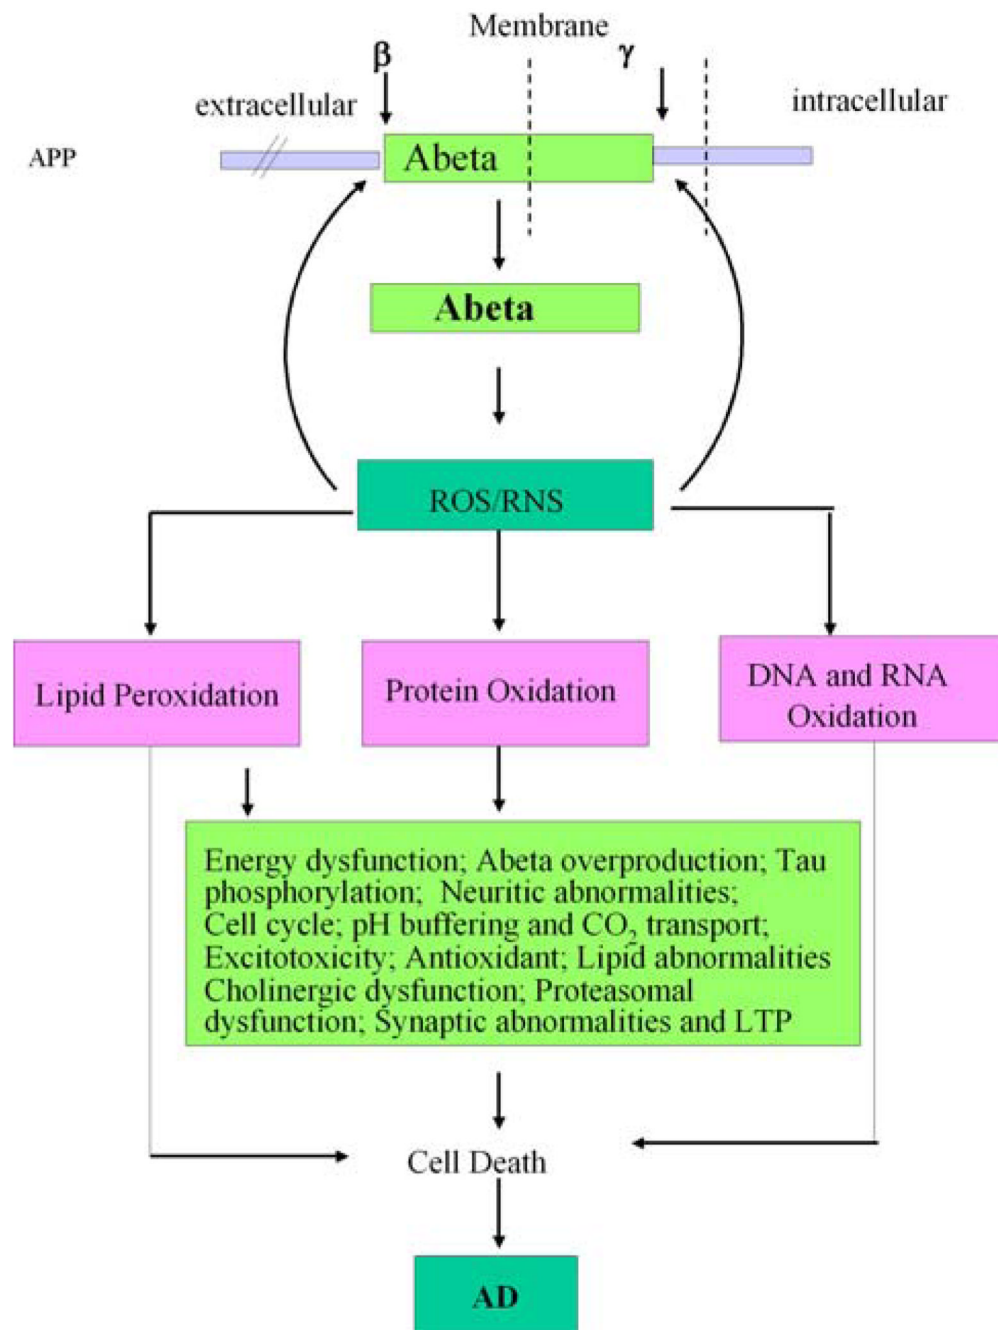 Membrane
β
γ
extracellular
intracellular
APP
Abeta
Abeta
ROS/RNS
Lipid Peroxidation
Protein Oxidation
DNA and RNA
Oxidation
Energy dysfunction; Abeta overproduction; Tau
phosphorylation; Neuritic abnormalities;
Cell cycle; pH buffering and CO₂ transport;
Excitotoxicity; Antioxidant; Lipid abnormalities
Cholinergic dysfunction; Proteasomal
dysfunction; Synaptic abnormalities and LTP
Cell Death
AD